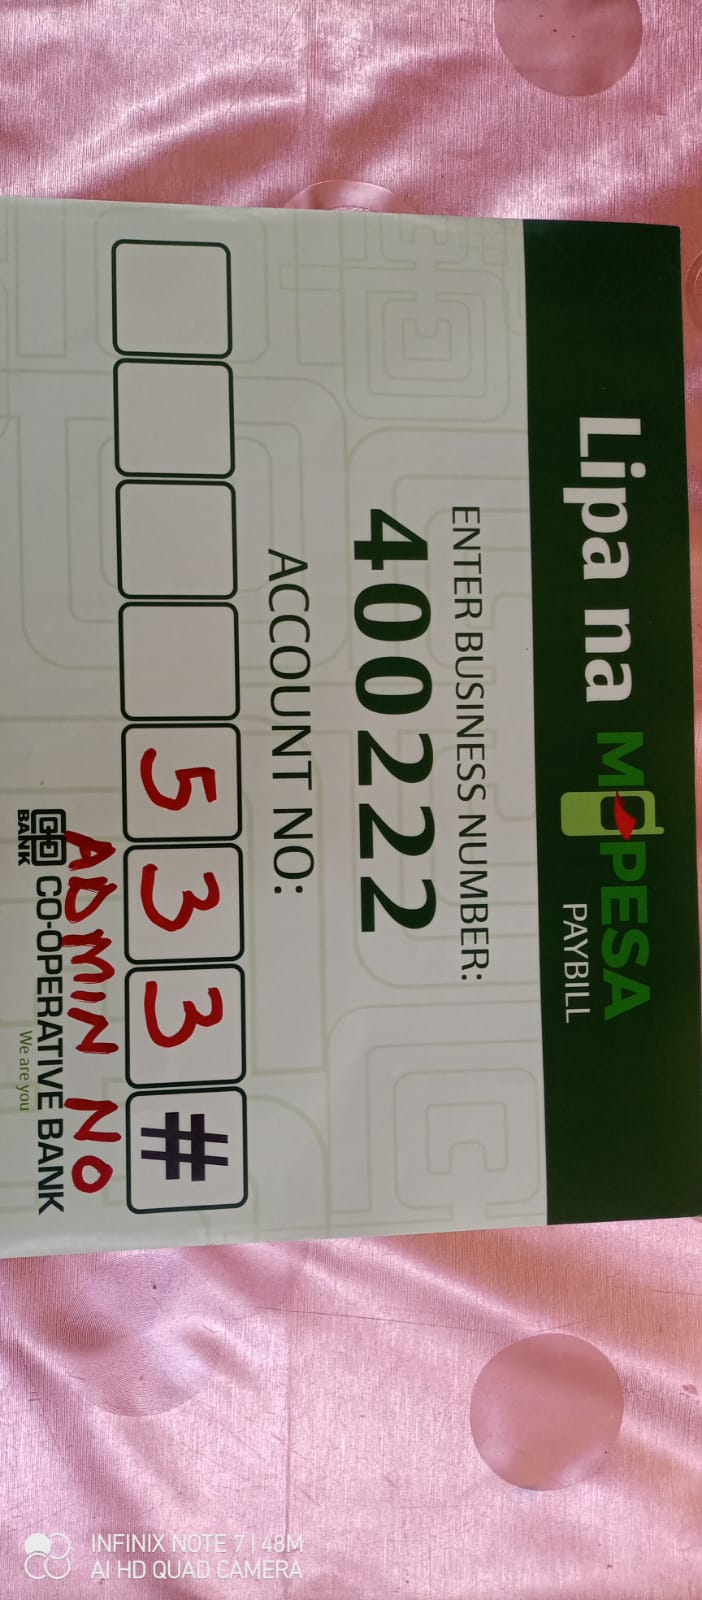 Lipa na M-PESA
PAYBILL
ENTER BUSINESS NUMBER:
400222
ACCOUNT NO:
533#
ADMIN NO
CO-OPERATIVE BANK
BANK
We are you
INFINIX NOTE 7 | 48M
AI HD QUAD CAMERA